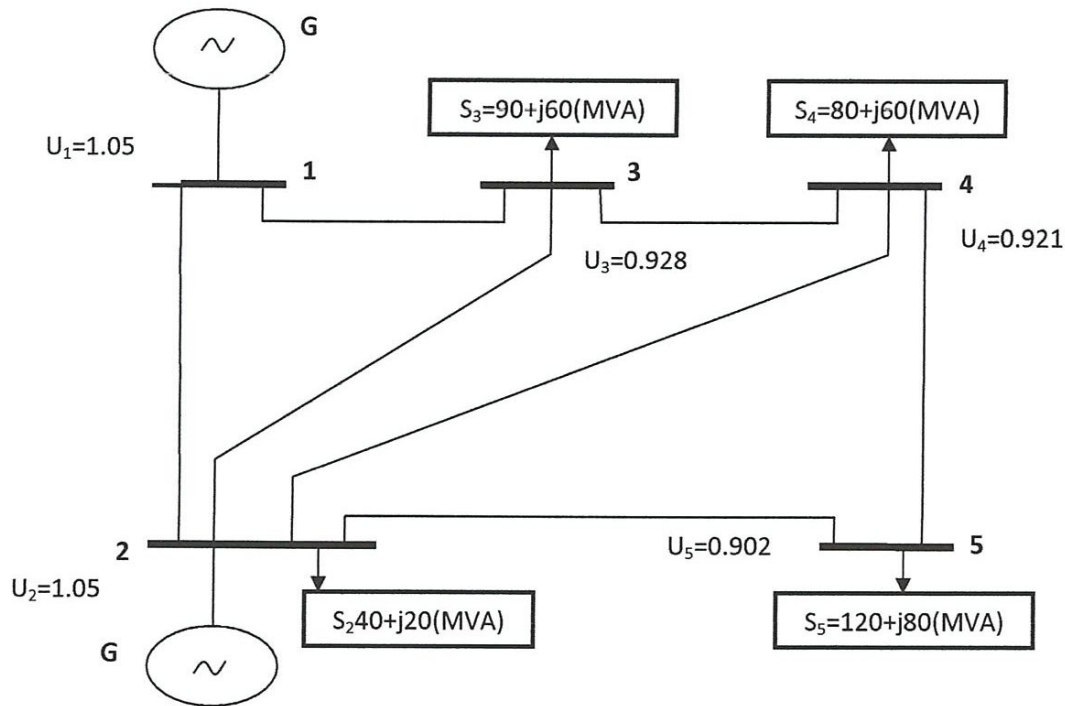 G
S₃=90+j60(MVA)
S₄=80+j60(MVA)
U₁=1.05
1
3
4
U₃=0.928
U₄=0.921
2
U₅=0.902
5
U₂=1.05
S₂40+j20(MVA)
S₅=120+j80(MVA)
G